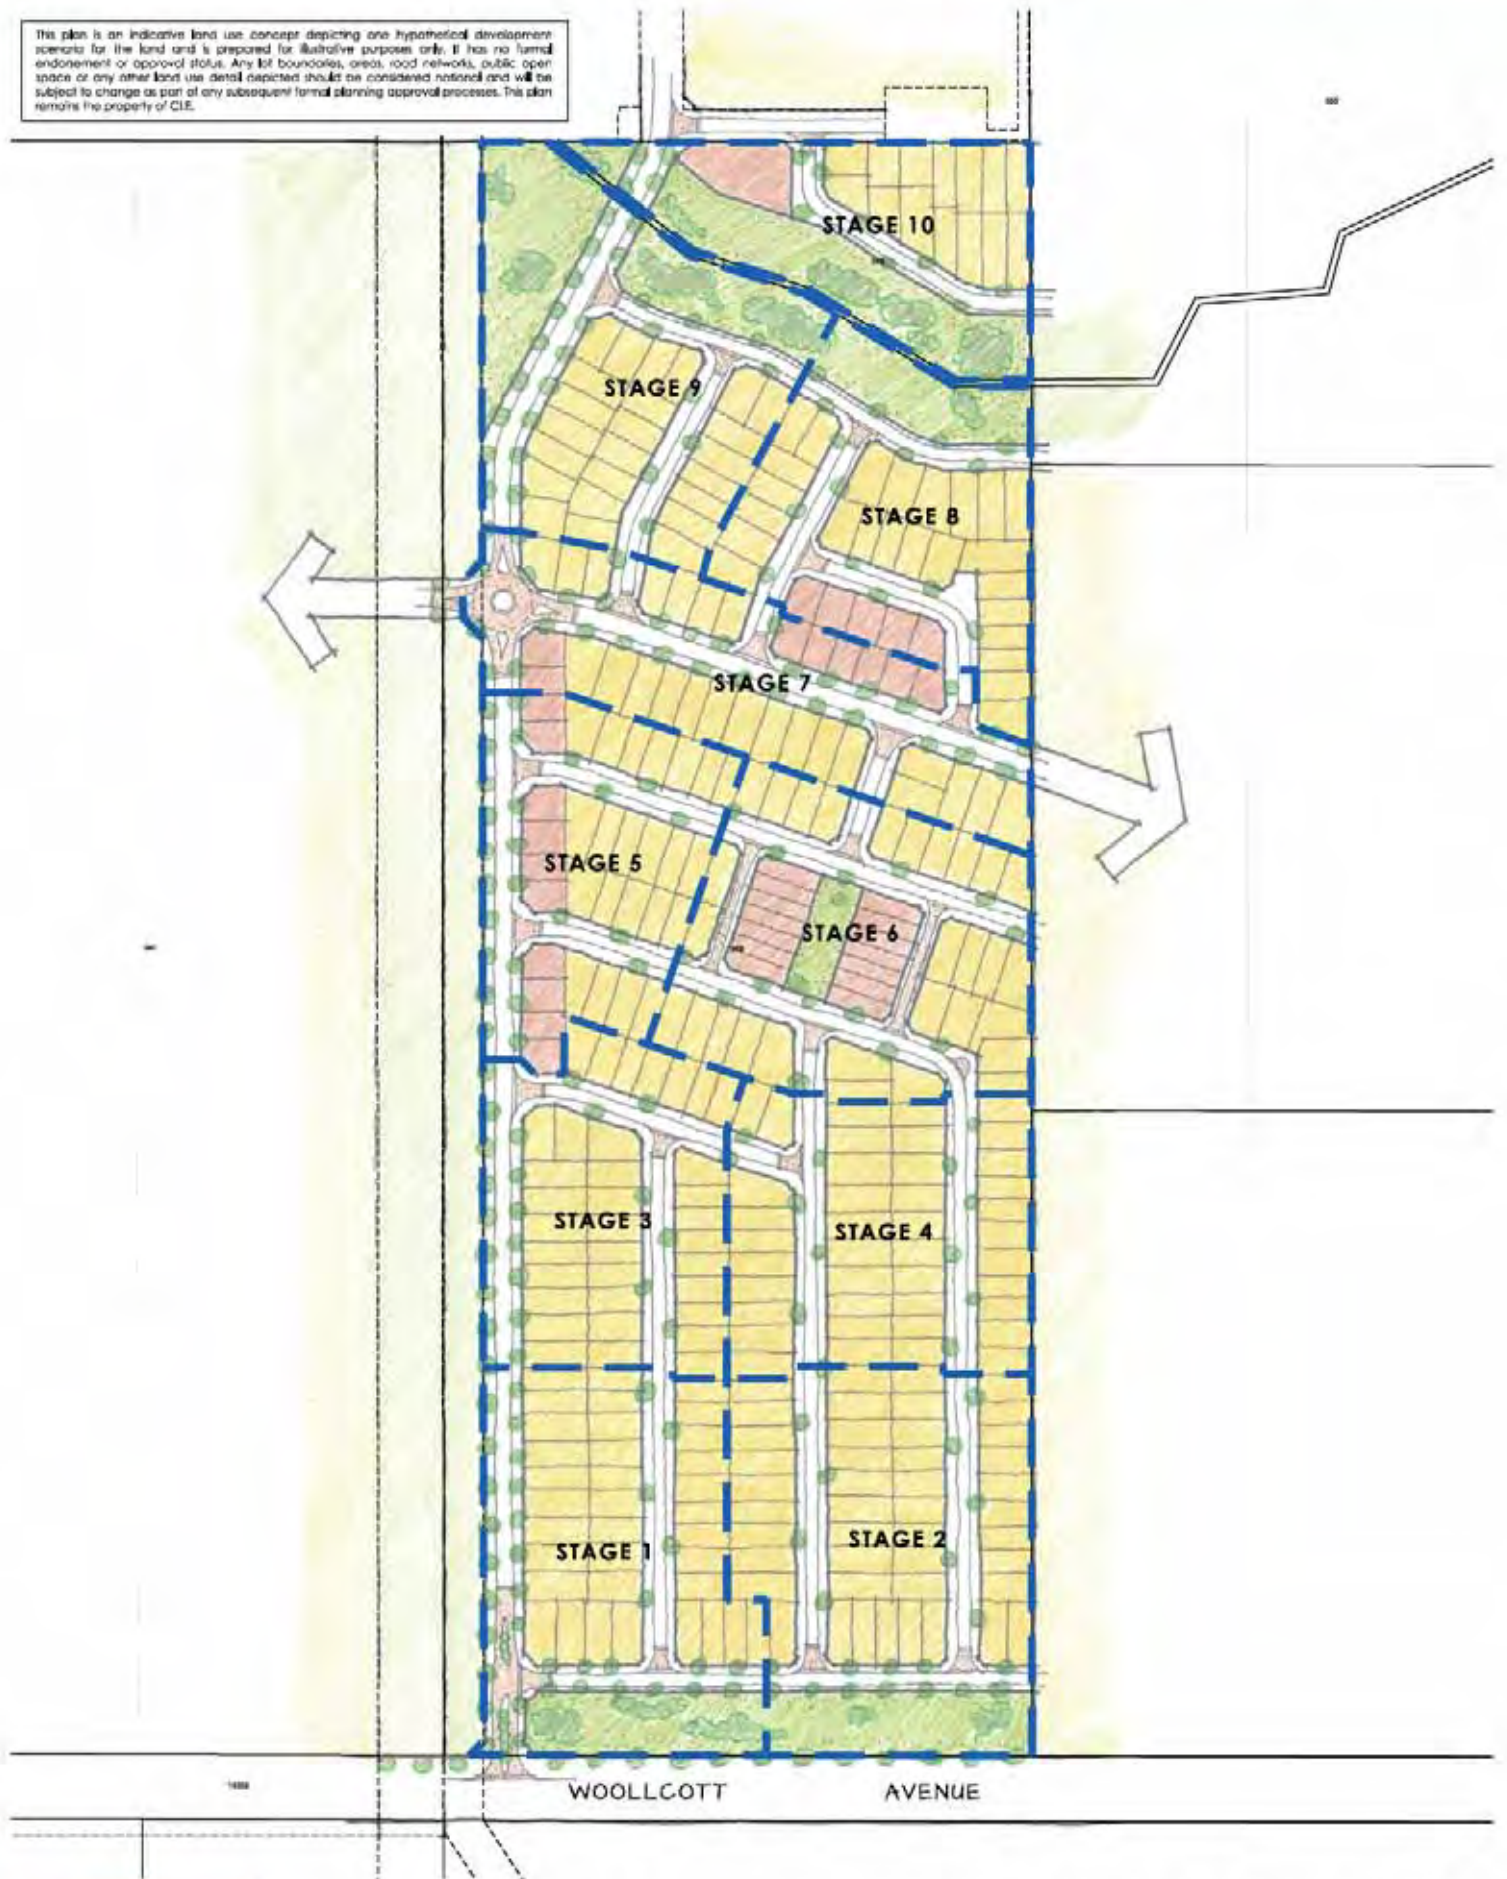 This plan is an indicative land use concept depicting one hypothetical development
scenario for the land and is prepared for illustrative purposes only. It has no formal
endorsement or approval status. Any lot boundaries, areas, road networks, public open
space or any other land use detail depicted should be considered notional and will be
subject to change as part of any subsequent formal planning approval processes. This plan
remains the property of CLE.
STAGE 10
STAGE 9
STAGE 8
STAGE 7
STAGE 5
STAGE 6
STAGE 3
STAGE 4
STAGE 2
STAGE 1
WOOLLCOTT AVENUE